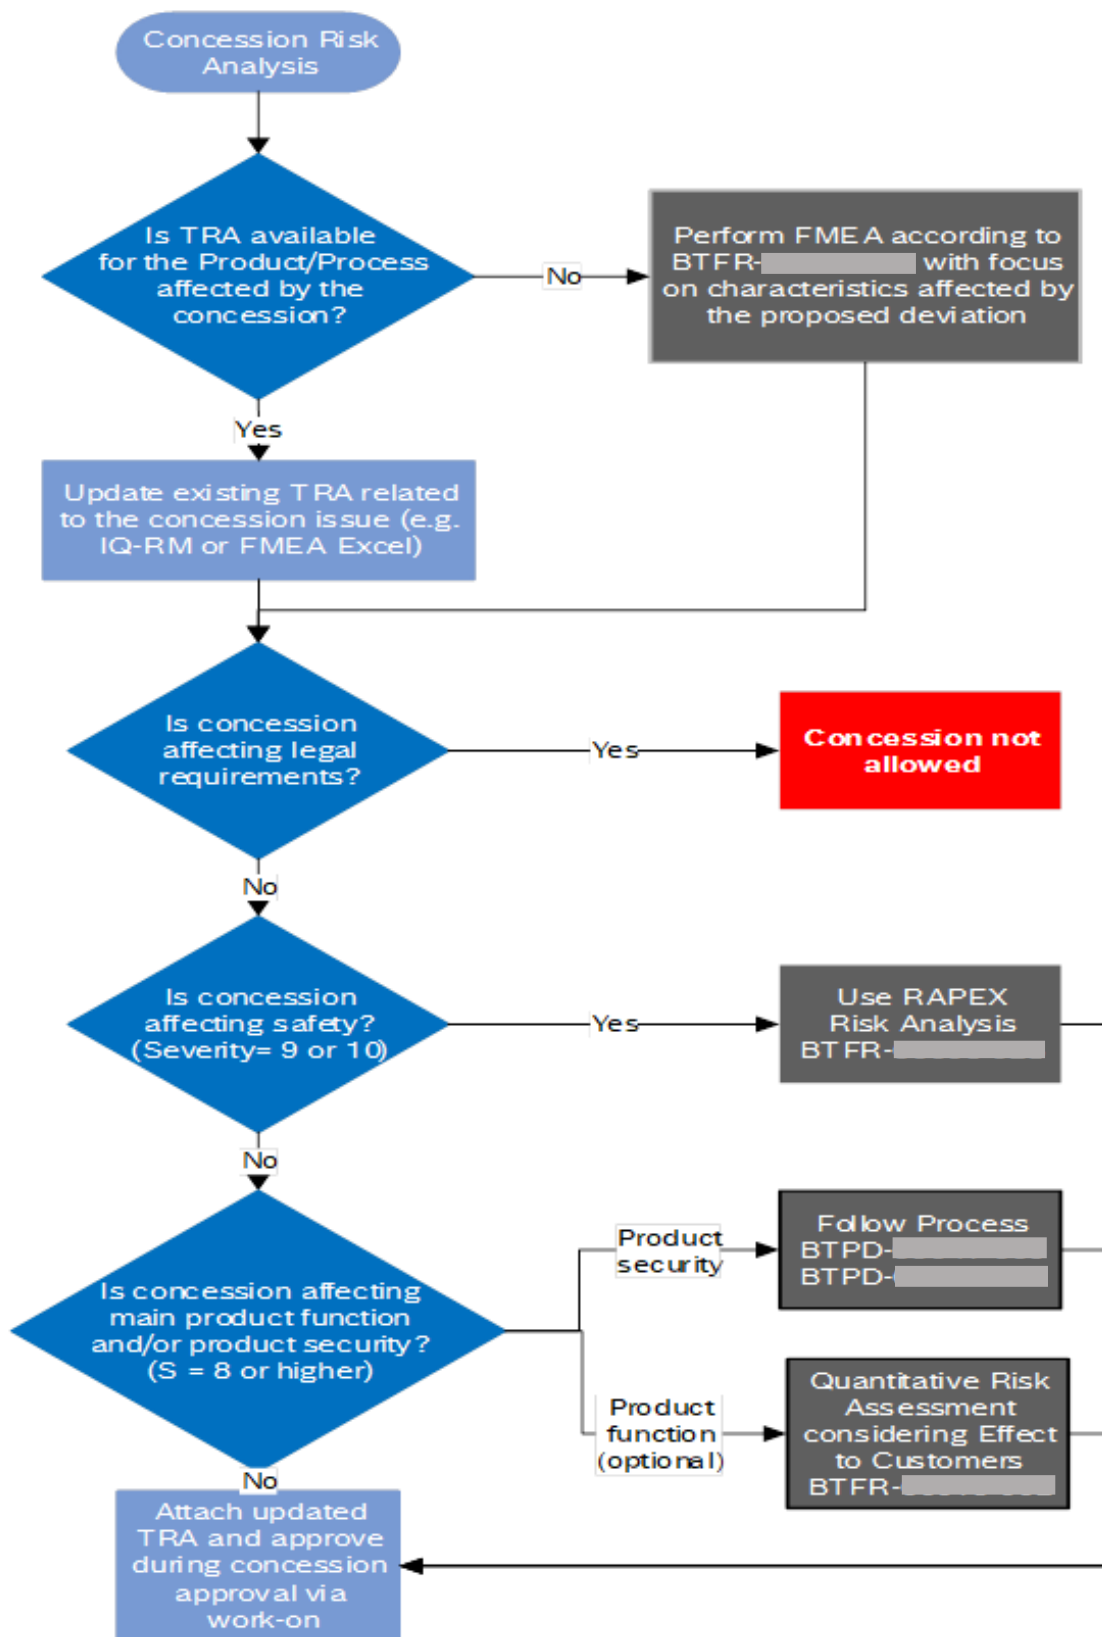 Concession Risk
Analysis
Is TRA available
for the Product/Process
affected by the
concession?
No
Perform FMEA according to
BTFR- with focus
on characteristics affected by
the proposed deviation
Yes
Update existing TRA related
to the concession issue (e.g.
IQ-RM or FMEA Excel)
Is concession
affecting legal
requirements?
Yes
Concession not
allowed
No
Is concession
affecting safety?
(Severity= 9 or 10)
Yes
Use RAPEX
Risk Analysis
BTFR-
No
Is concession affecting
main product function
and/or product security?
(S = 8 or higher)
Product
security
Follow Process
BTPD-
BTPD-
Product
function
(optional)
Quantitative Risk
Assessment
considering Effect
to Customers
BTFR-
No
Attach updated
TRA and approve
during concession
approval via
work-on